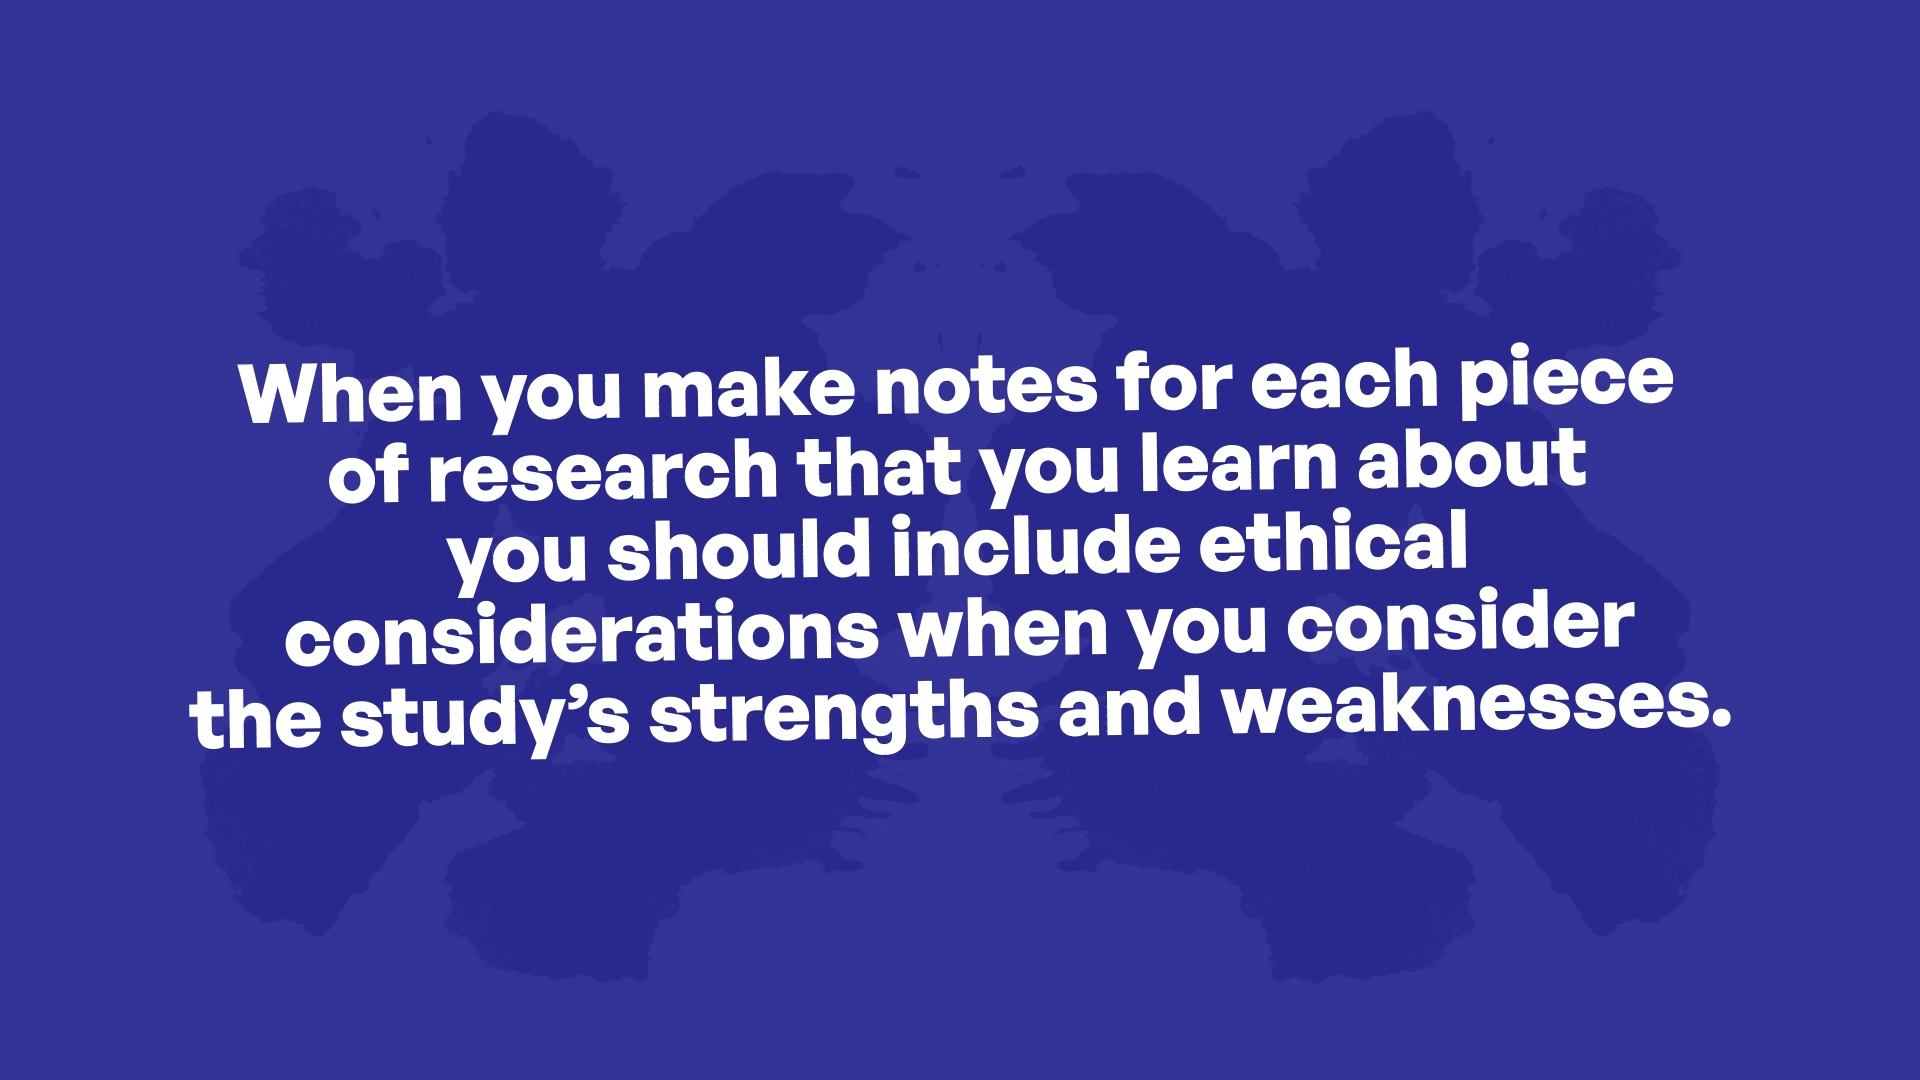 When you make notes for each piece
of research that you learn about
you should include ethical
considerations when you consider
the study’s strengths and weaknesses.